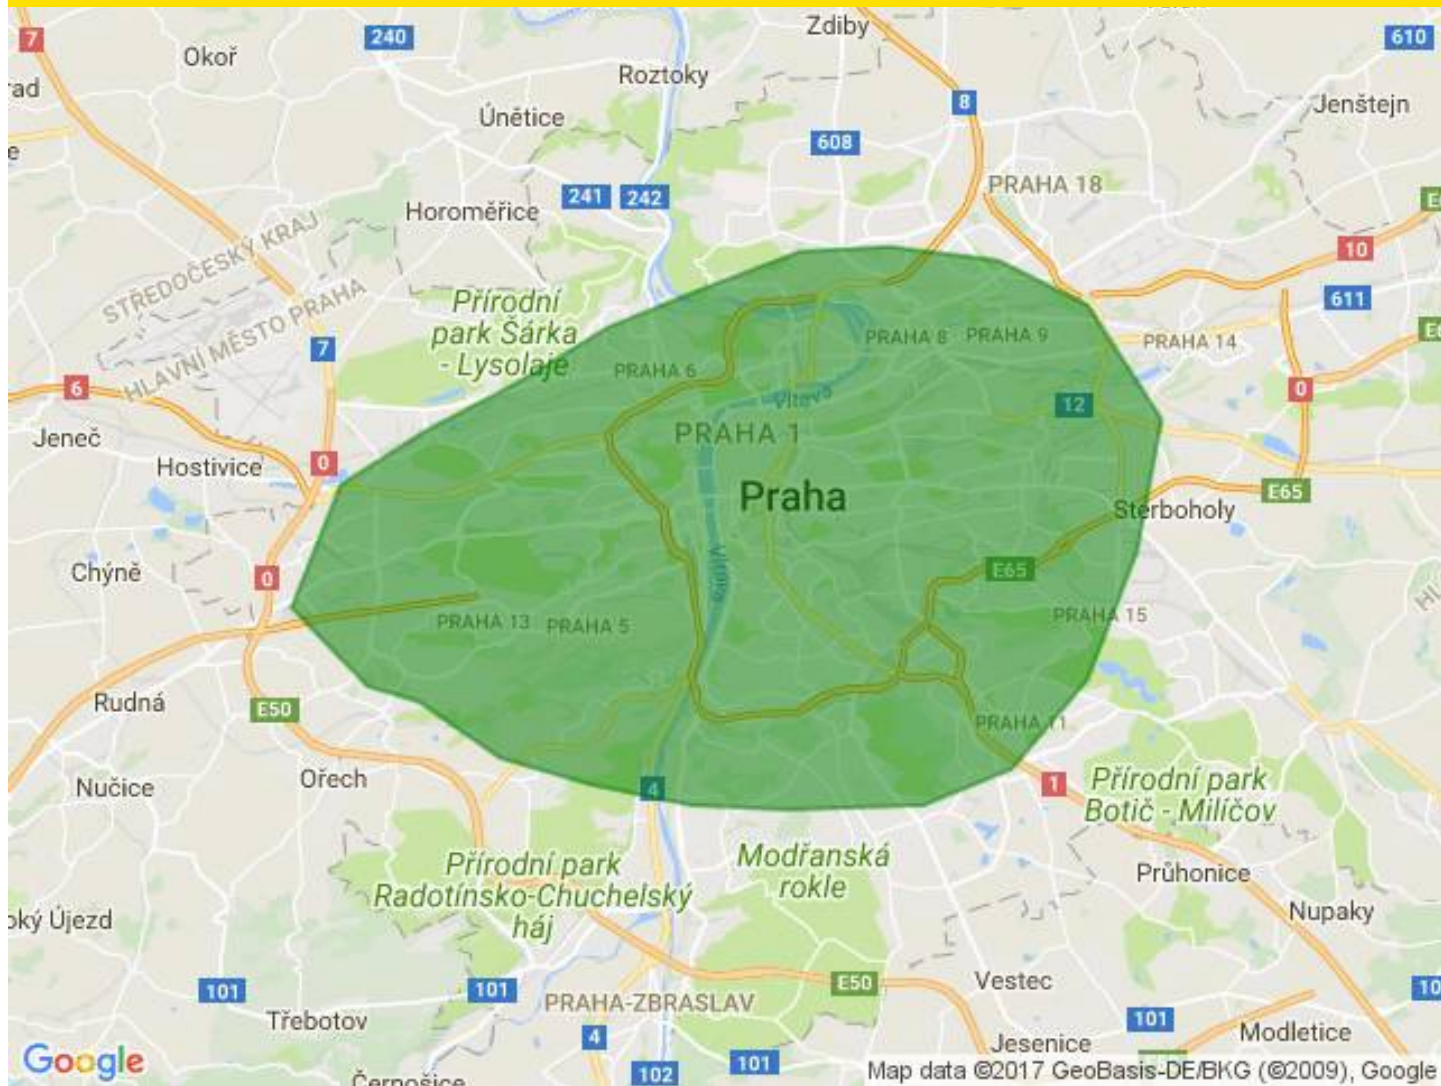 Zdiby
7
240
610
Okoř
Roztoky
rad
8
Jenštejn
Únětice
608
PRAHA 18
241
242
Horoměřice
10
STŘEDOČESKÝ KRAJ
HLAVNÍ MĚSTO PRAHA
Přírodní
park Šárka
- Lysolaje
611
7
PRAHA 8
PRAHA 9
PRAHA 14
PRAHA 6
6
0
Vltava
12
Jeneč
PRAHA 1
Hostivice
0
Praha
E65
Štěrboholy
Chýně
0
Vltava
E65
PRAHA 13
PRAHA 5
PRAHA 15
Rudná
E50
PRAHA 11
Ořech
Nučice
4
1
Přírodní park
Botič - Milíčov
Přírodní park
Radotínsko-Chuchelský
háj
Modřanská
rokle
Průhonice
Nupaky
oký Újezd
E50
Vestec
101
101
PRAHA-ZBRASLAV
10
Třebotov
101
Modletice
4
Jesenice
Google
102
101
Černošice
Map data ©2017 GeoBasis-DE/BKG (©2009), Google